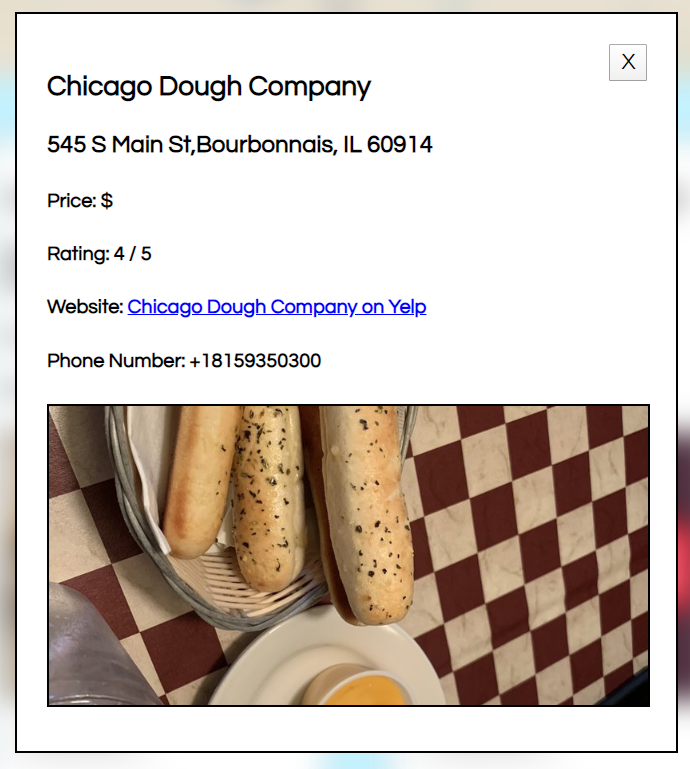 X
Chicago Dough Company
545 S Main St,Bourbonnais, IL 60914
Price: $
Rating: 4 / 5
Website: Chicago Dough Company on Yelp
Phone Number: +18159350300